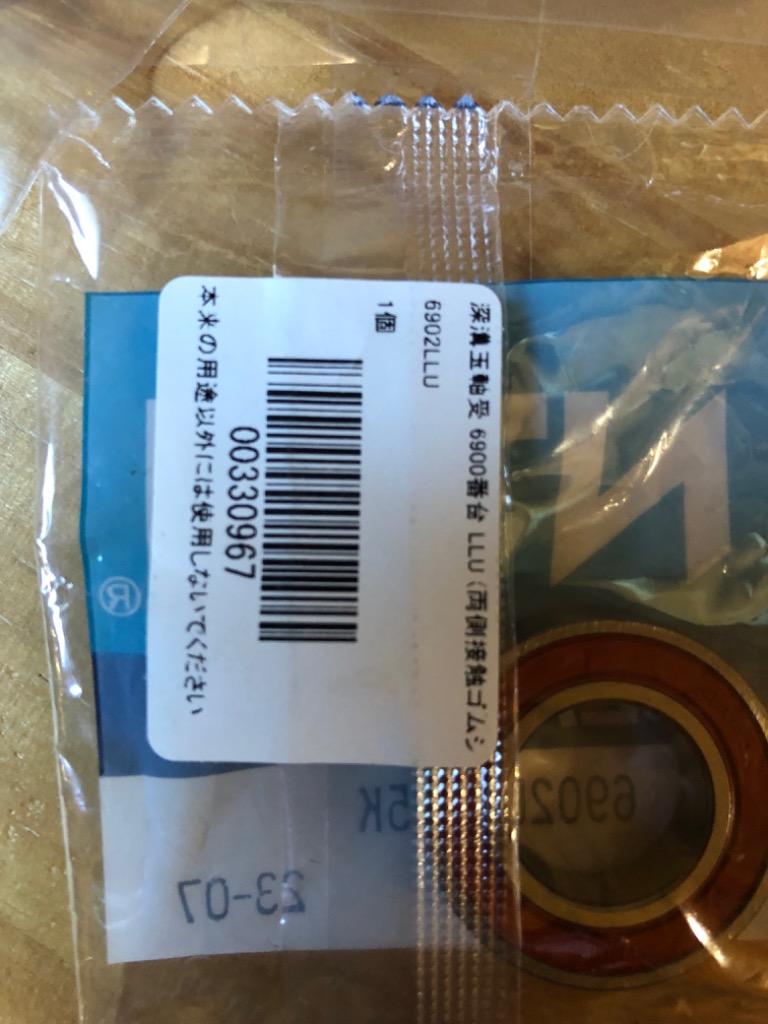 深溝玉軸受 6900番台 LLU (両側接触ゴムシ
6902LLU
1個
00330967
本来の用途以外には使用しないでください
®
6902
5K
23-07